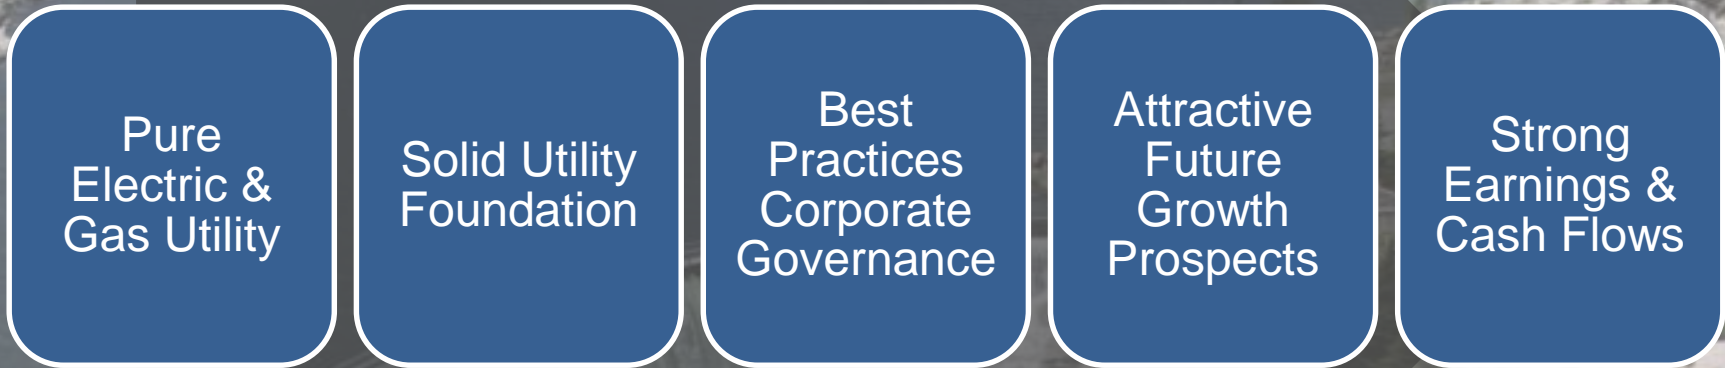 Pure
Electric &
Gas Utility
Solid Utility
Foundation
Best
Practices
Corporate
Governance
Attractive
Future
Growth
Prospects
Strong
Earnings &
Cash Flows